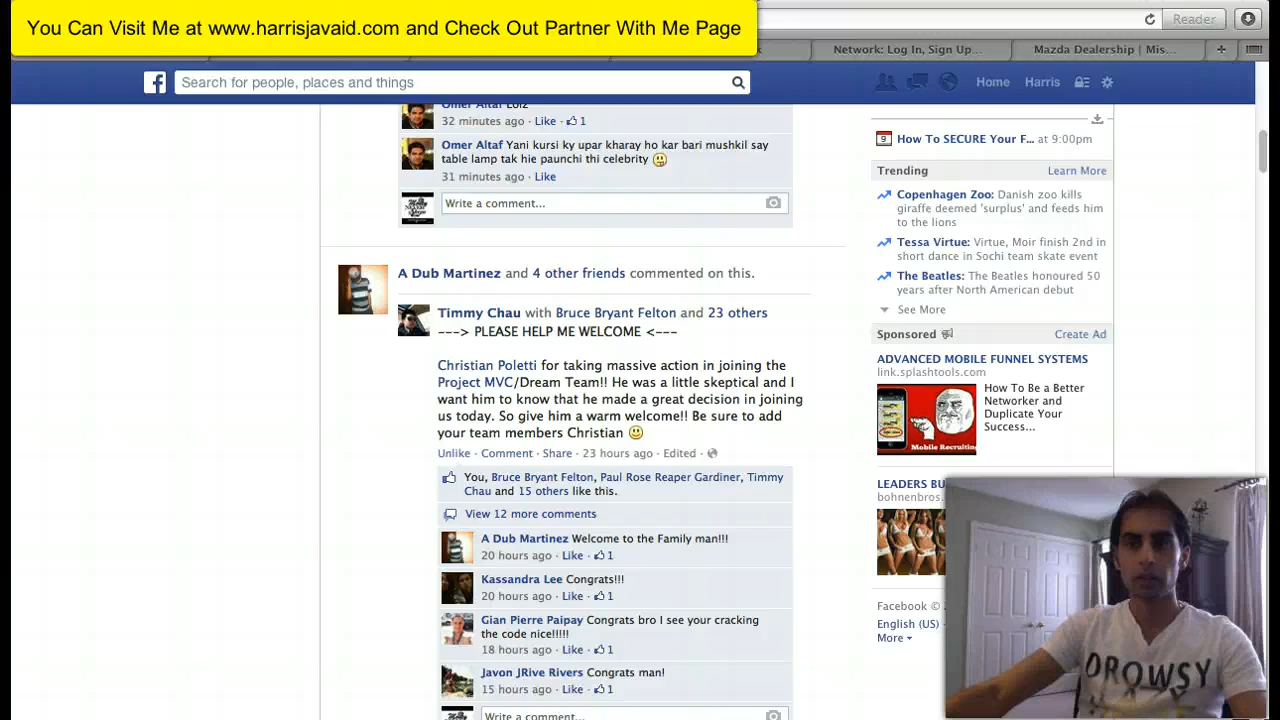 You Can Visit Me at www.harrisjavaid.com and Check Out Partner With Me Page
Reader
Network: Log In, Sign Up...
Mazda Dealership | Mis...
Search for people, places and things
Home
Harris
Omer Altaf Lolz
32 minutes ago · Like · 1
Omer Altaf Yani kursi ky upar kharay ho kar bari mushkil say
table lamp tak hie paunchi thi celebrity
31 minutes ago · Like
Write a comment...
A Dub Martinez and 4 other friends commented on this.
Timmy Chau with Bruce Bryant Felton and 23 others
---> PLEASE HELP ME WELCOME <---
Christian Poletti for taking massive action in joining the
Project MVC/Dream Team!! He was a little skeptical and I
want him to know that he made a great decision in joining
us today. So give him a warm welcome!! Be sure to add
your team members Christian
Unlike · Comment · Share · 23 hours ago · Edited ·
You, Bruce Bryant Felton, Paul Rose Reaper Gardiner, Timmy
Chau and 15 others like this.
View 12 more comments
A Dub Martinez Welcome to the Family man!!!
20 hours ago · Like · 1
Kassandra Lee Congrats!!!
20 hours ago · Like · 1
Gian Pierre Paipay Congrats bro I see your cracking
the code nice!!!!!
18 hours ago · Like · 1
Javon JRive Rivers Congrats man!
15 hours ago · Like · 1
Write a comment...
9
How To SECURE Your F... at 9:00pm
Trending
Learn More
Copenhagen Zoo: Danish zoo kills
giraffe deemed 'surplus' and feeds him
to the lions
Tessa Virtue: Virtue, Moir finish 2nd in
short dance in Sochi team skate event
The Beatles: The Beatles honoured 50
years after North American debut
See More
Sponsored
Create Ad
ADVANCED MOBILE FUNNEL SYSTEMS
link.splashtools.com
How To Be a Better
Networker and
Duplicate Your
Success...
Mobile Recruiting
LEADERS BU
bohnenbros.
Facebook ©
English (US) ·
More
DROWSY